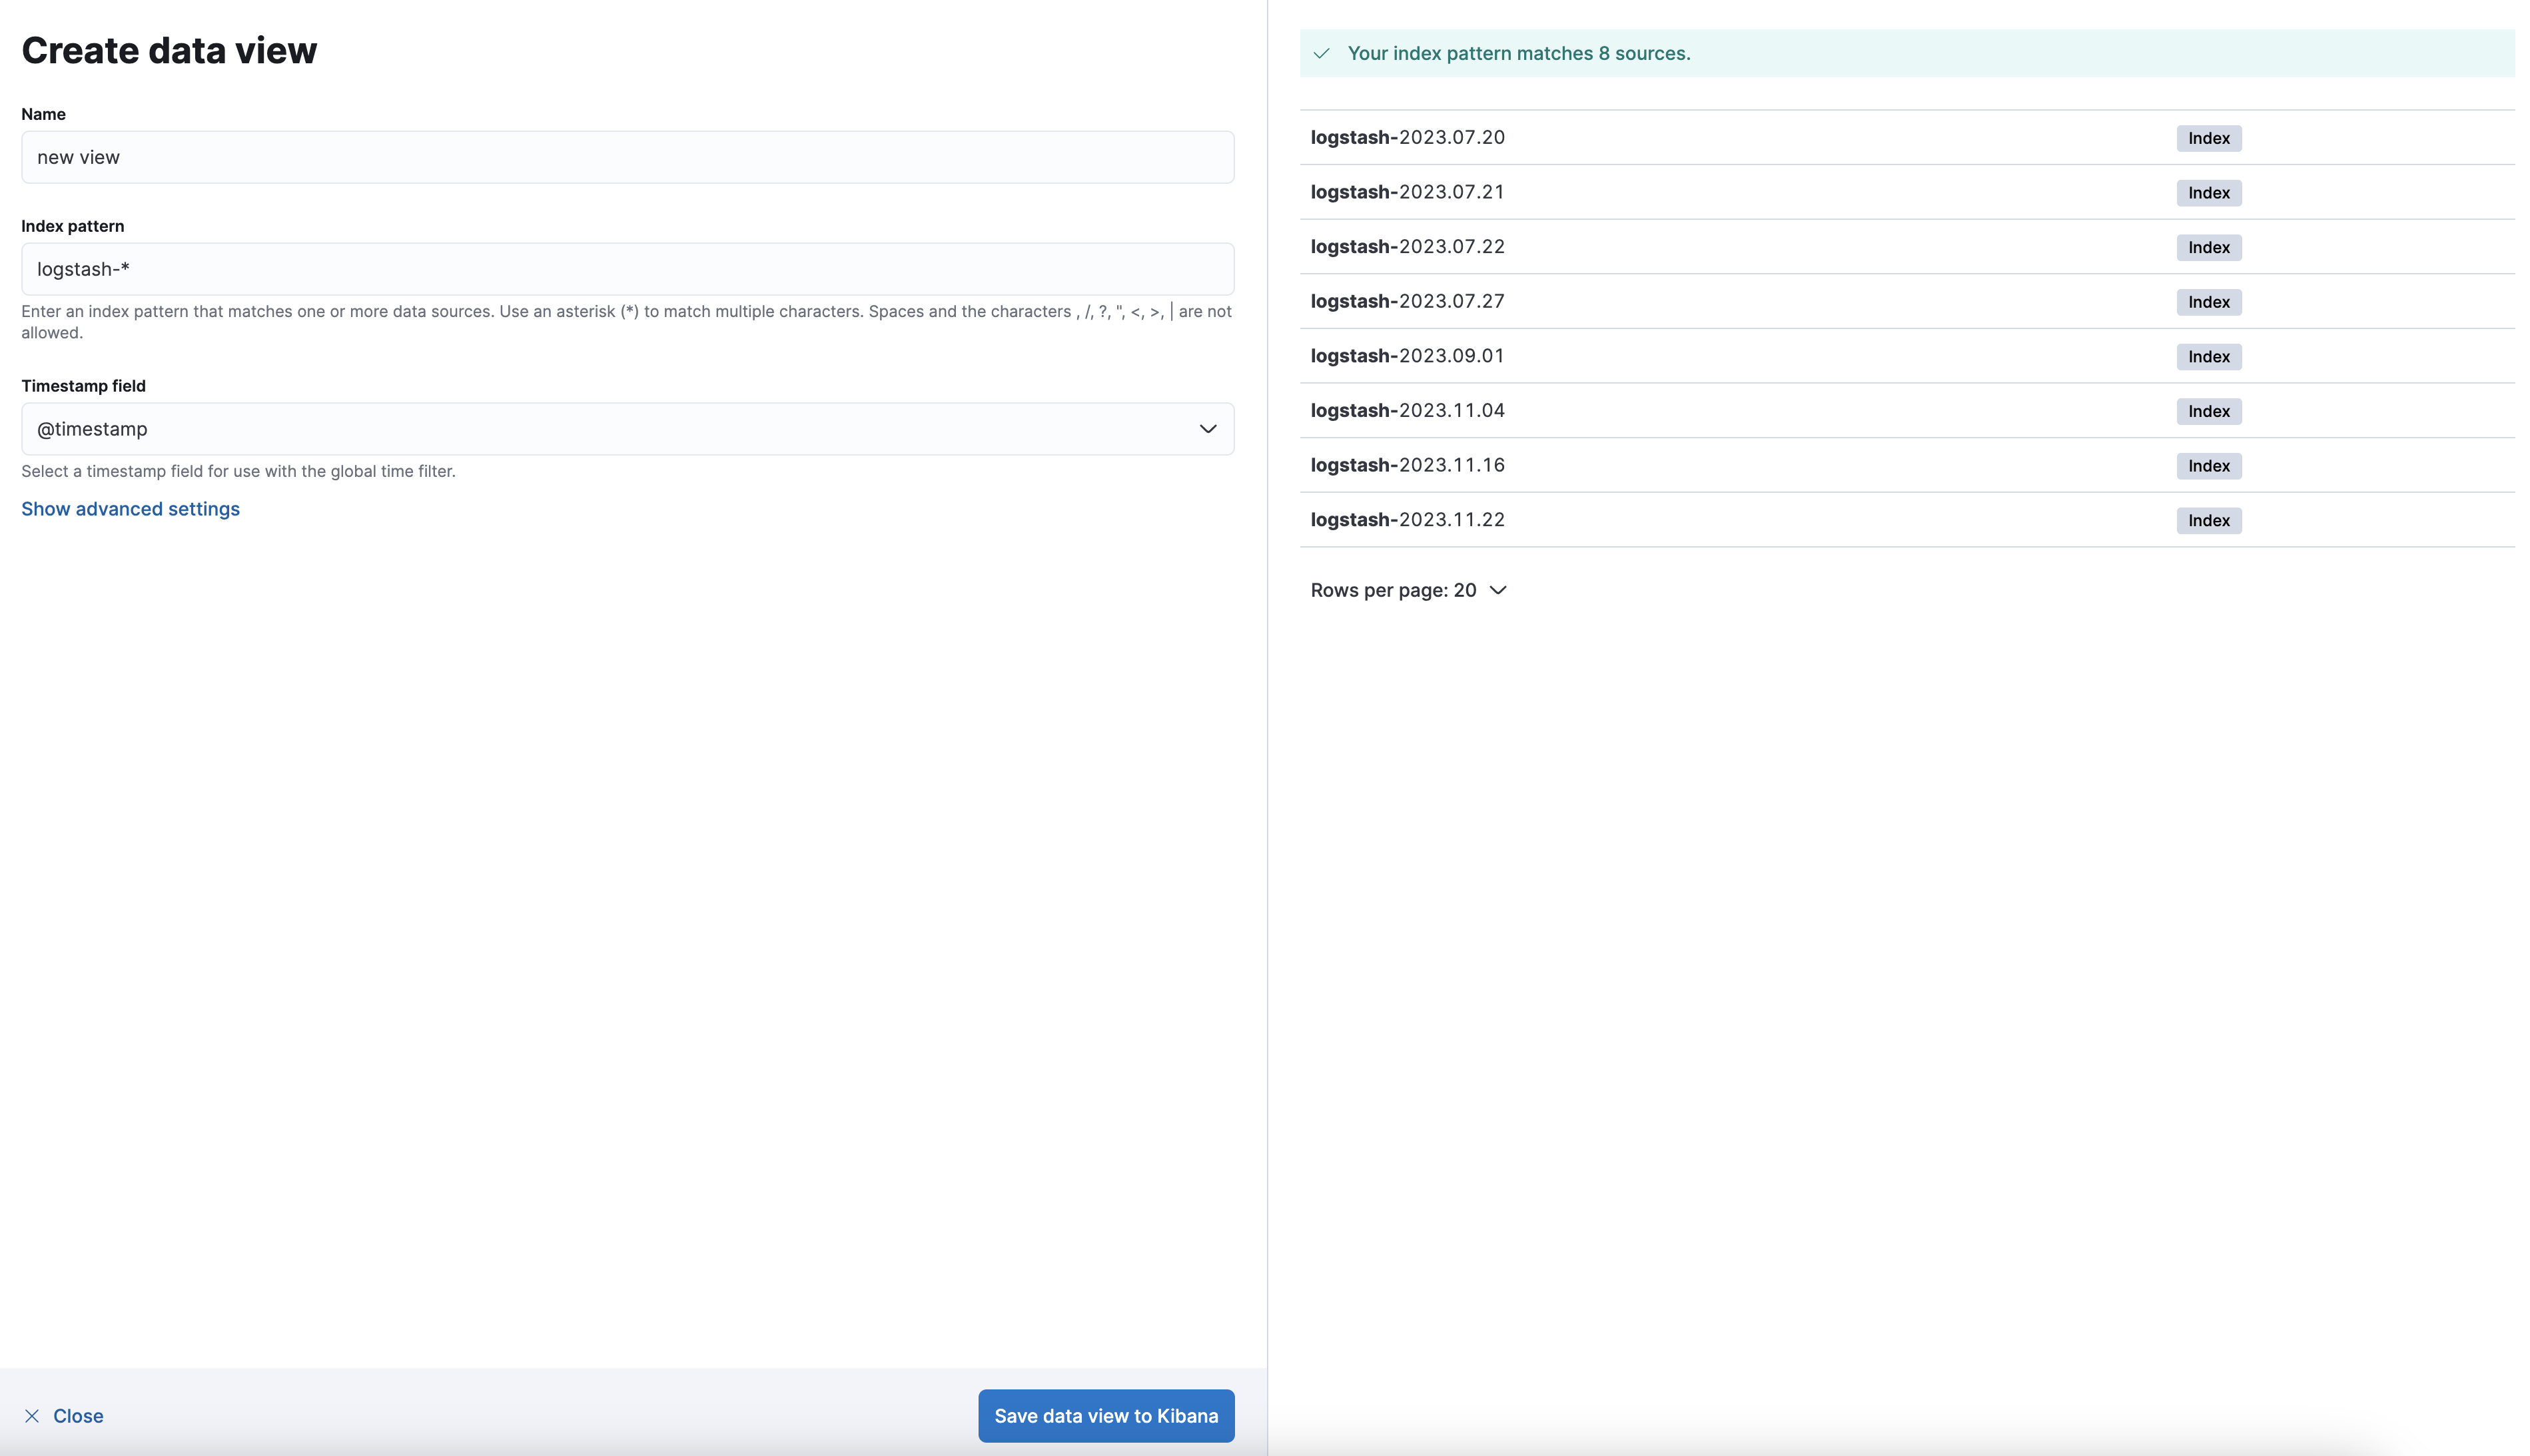 Create data view
Name
new view
Index pattern
logstash-*
Enter an index pattern that matches one or more data sources. Use an asterisk (*) to match multiple characters. Spaces and the characters , /, ?, ", <, >, | are not
allowed.
Timestamp field
@timestamp
Select a timestamp field for use with the global time filter.
Show advanced settings
Close
Save data view to Kibana
Your index pattern matches 8 sources.
logstash-2023.07.20 Index
logstash-2023.07.21 Index
logstash-2023.07.22 Index
logstash-2023.07.27 Index
logstash-2023.09.01 Index
logstash-2023.11.04 Index
logstash-2023.11.16 Index
logstash-2023.11.22 Index
Rows per page: 20